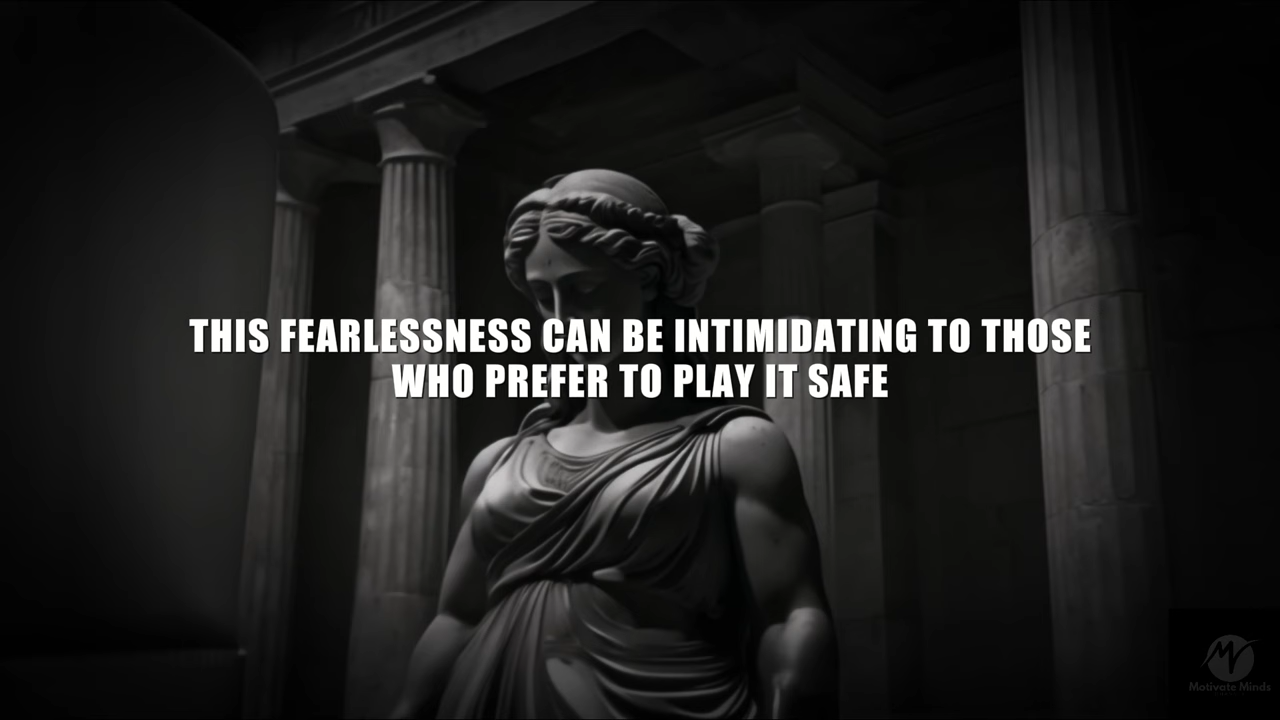 THIS FEARLESSNESS CAN BE INTIMIDATING TO THOSE
WHO PREFER TO PLAY IT SAFE
Motivate Minds